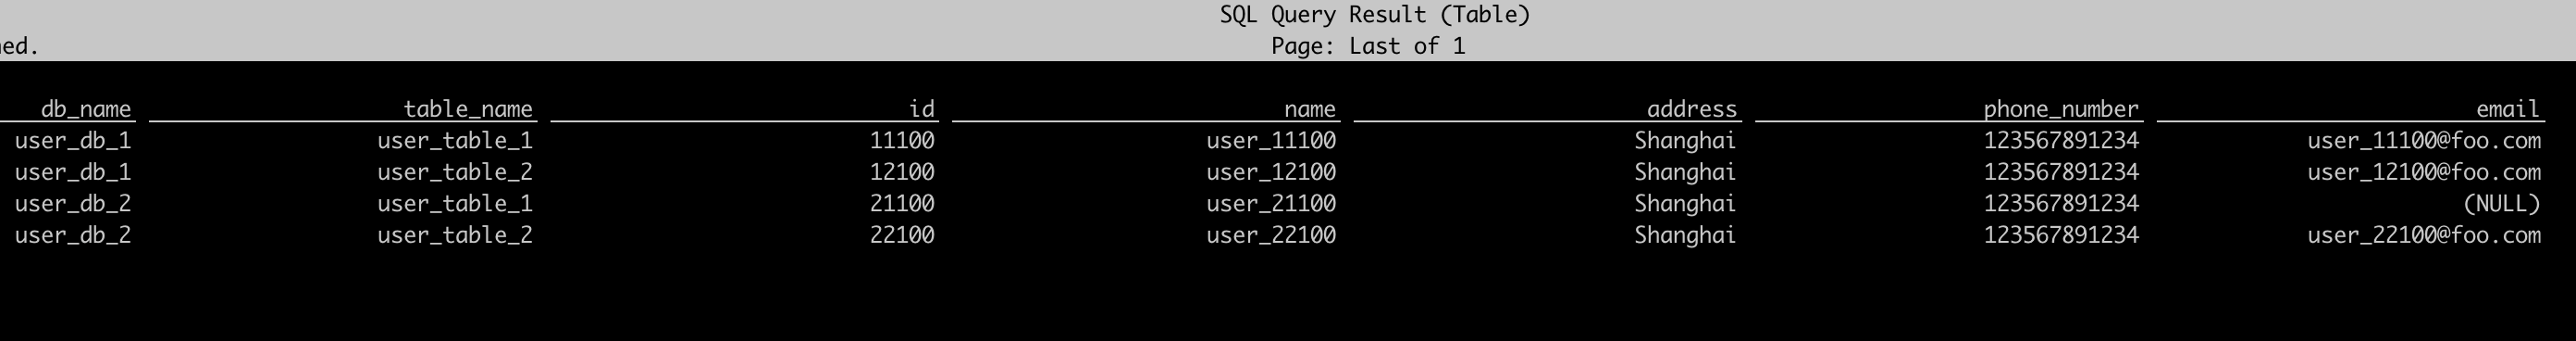 SQL Query Result (Table)
ned. Page: Last of 1
db_name table_name id name address phone_number email
user_db_1 user_table_1 11100 user_11100 Shanghai 123567891234 user_11100@foo.com
user_db_1 user_table_2 12100 user_12100 Shanghai 123567891234 user_12100@foo.com
user_db_2 user_table_1 21100 user_21100 Shanghai 123567891234 (NULL)
user_db_2 user_table_2 22100 user_22100 Shanghai 123567891234 user_22100@foo.com